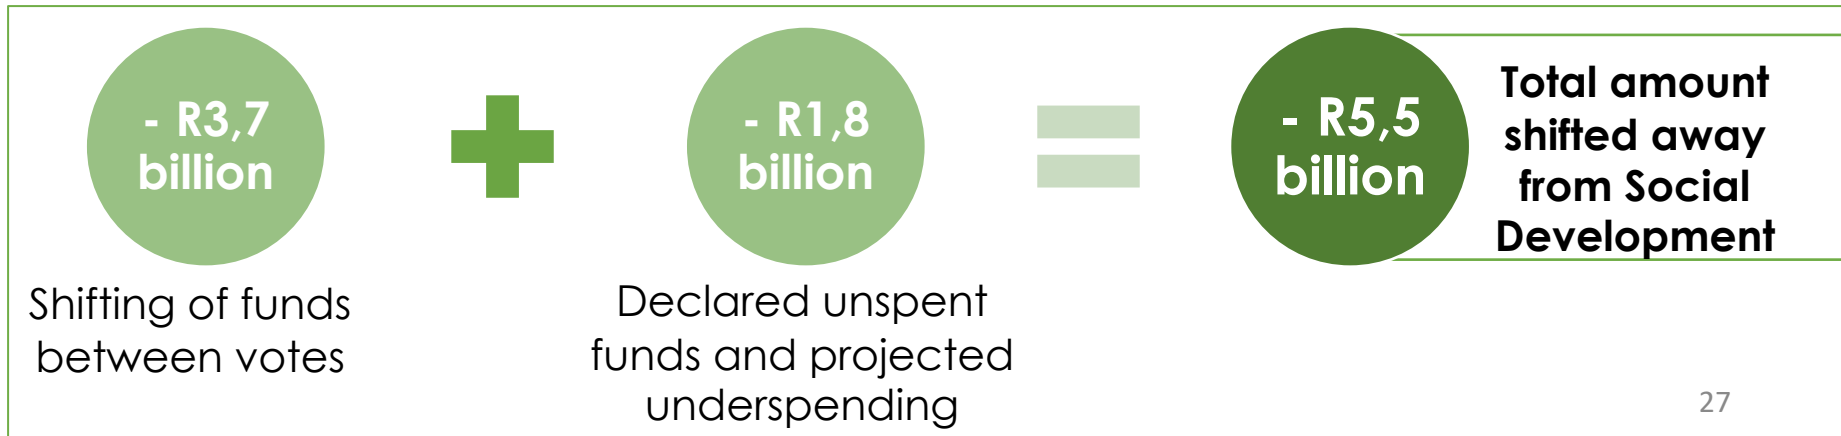 - R3,7
billion
Shifting of funds
between votes
- R1,8
billion
Declared unspent
funds and projected
underspending
- R5,5
billion
Total amount
shifted away
from Social
Development
27